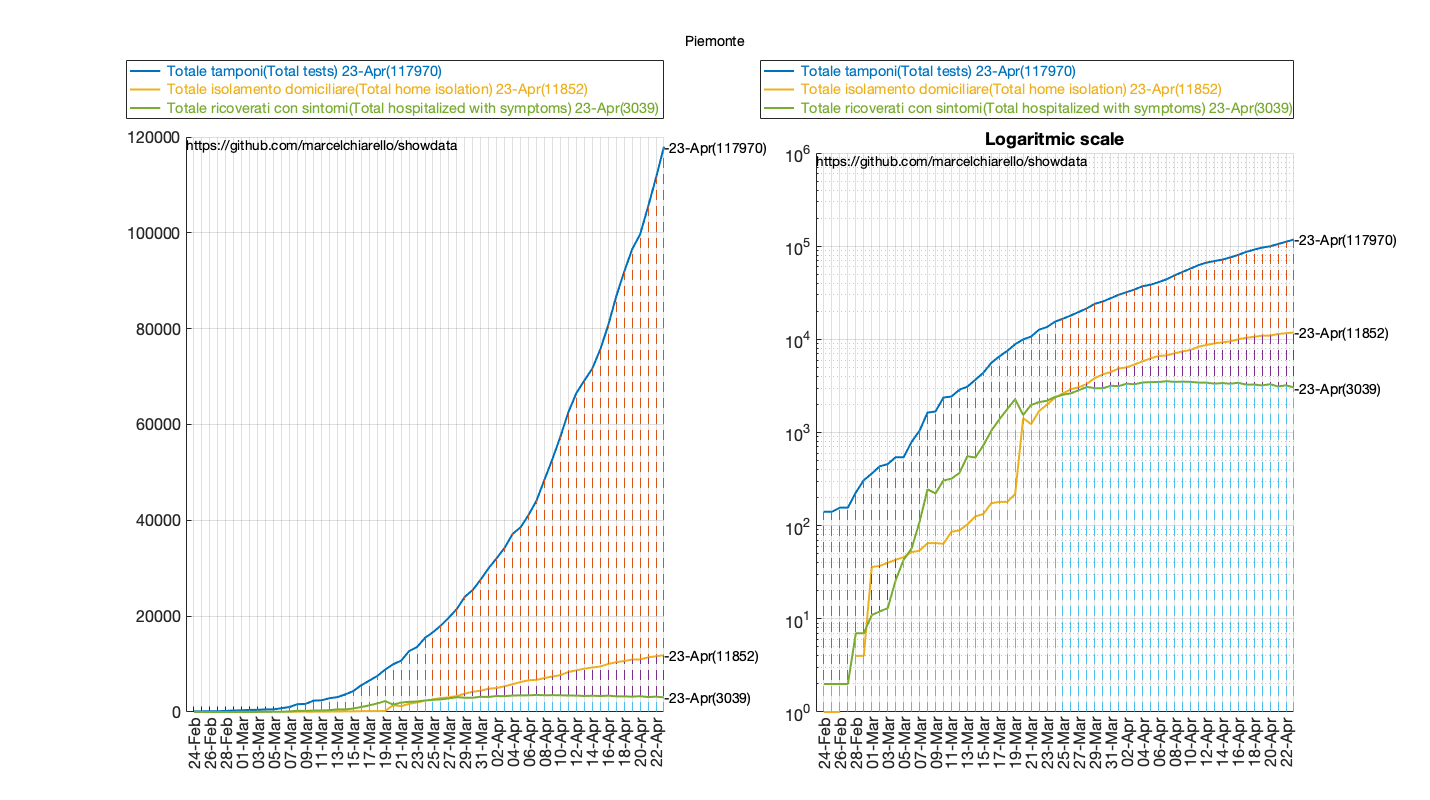 Piemonte
Totale tamponi(Total tests) 23-Apr(117970)
Totale isolamento domiciliare(Total home isolation) 23-Apr(11852)
Totale ricoverati con sintomi(Total hospitalized with symptoms) 23-Apr(3039)
https://github.com/marcelchiarello/showdata
120000
100000
80000
60000
40000
20000
0
-23-Apr(117970)
-23-Apr(11852)
-23-Apr(3039)
24-Feb
26-Feb
28-Feb
01-Mar
03-Mar
05-Mar
07-Mar
09-Mar
11-Mar
13-Mar
15-Mar
17-Mar
19-Mar
21-Mar
23-Mar
25-Mar
27-Mar
29-Mar
31-Mar
02-Apr
04-Apr
06-Apr
08-Apr
10-Apr
12-Apr
14-Apr
16-Apr
18-Apr
20-Apr
22-Apr
Totale tamponi(Total tests) 23-Apr(117970)
Totale isolamento domiciliare(Total home isolation) 23-Apr(11852)
Totale ricoverati con sintomi(Total hospitalized with symptoms) 23-Apr(3039)
Logaritmic scale
https://github.com/marcelchiarello/showdata
10^6
10^5
10^4
10^3
10^2
10^1
10^0
-23-Apr(117970)
-23-Apr(11852)
-23-Apr(3039)
24-Feb
26-Feb
28-Feb
01-Mar
03-Mar
05-Mar
07-Mar
09-Mar
11-Mar
13-Mar
15-Mar
17-Mar
19-Mar
21-Mar
23-Mar
25-Mar
27-Mar
29-Mar
31-Mar
02-Apr
04-Apr
06-Apr
08-Apr
10-Apr
12-Apr
14-Apr
16-Apr
18-Apr
20-Apr
22-Apr